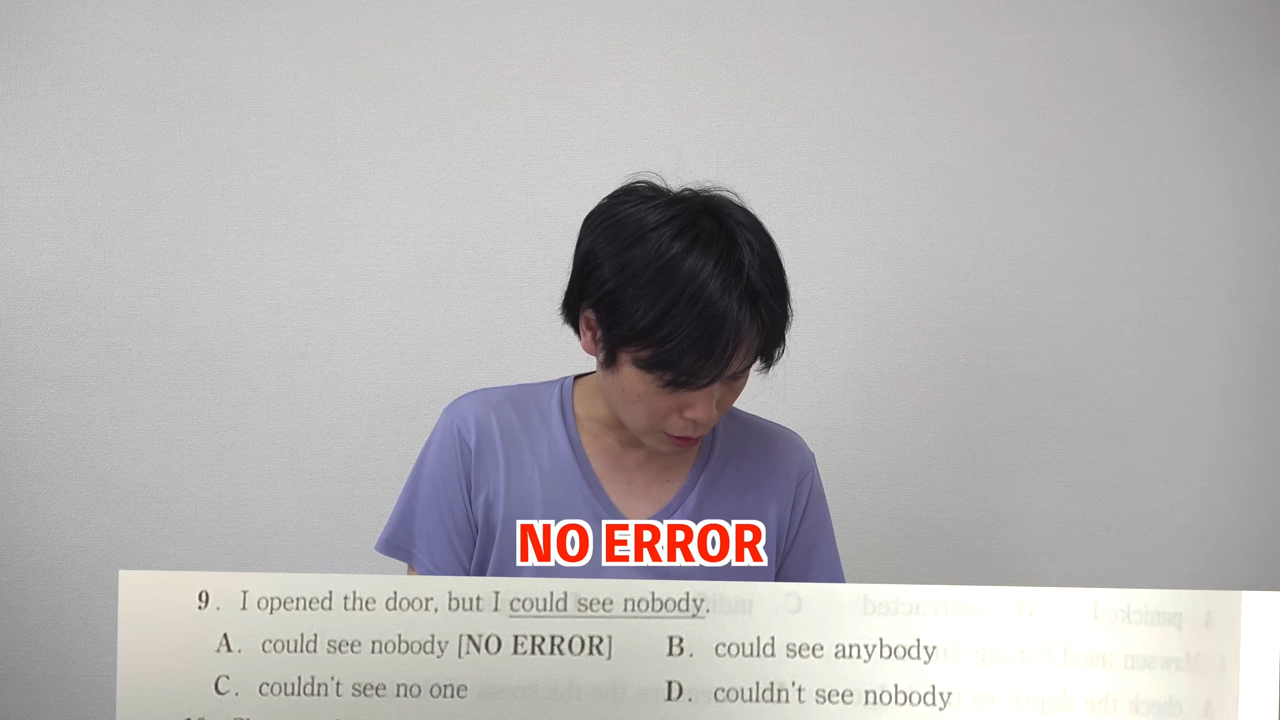 NO ERROR
9. I opened the door, but I could see nobody.
A. could see nobody [NO ERROR] B. could see anybody
C. couldn't see no one D. couldn't see nobody